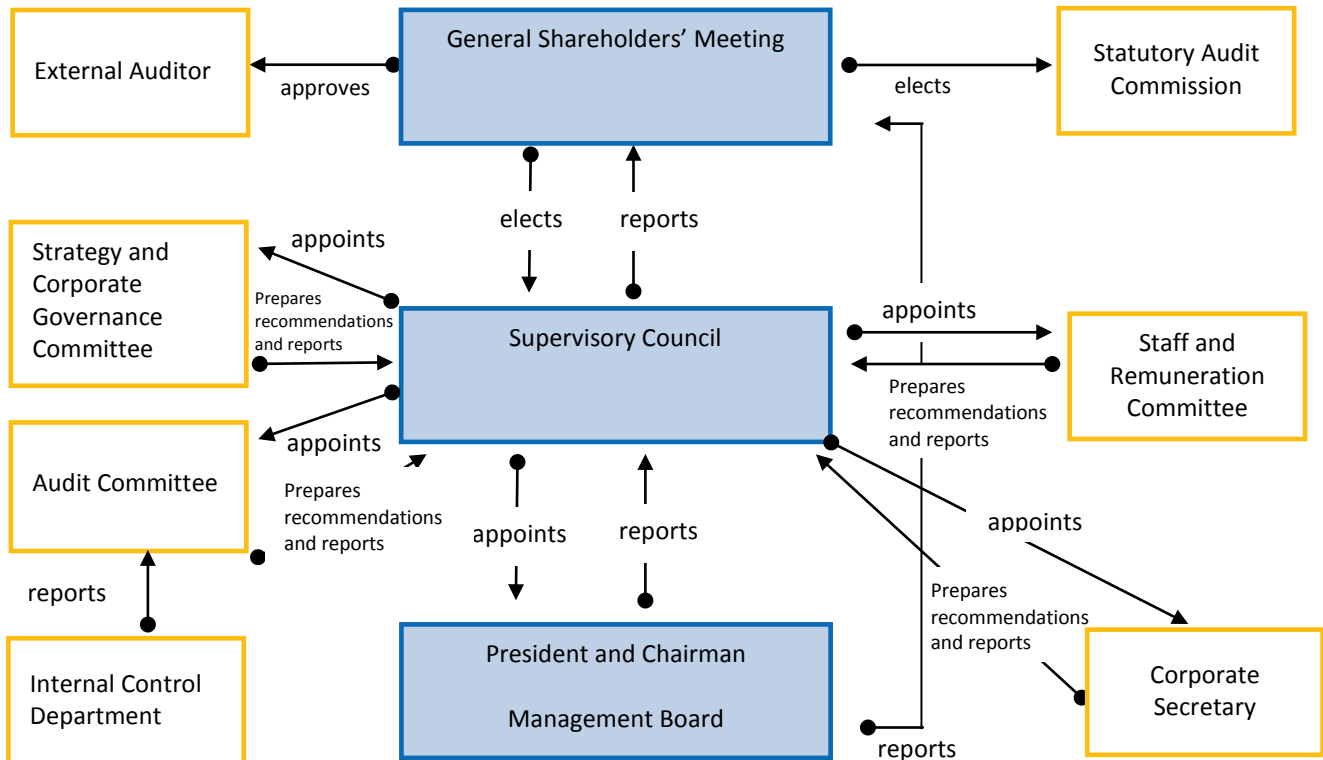 General Shareholders’ Meeting
External Auditor
approves
elects
Statutory Audit
Commission
elects
reports
Strategy and
Corporate
Governance
Committee
appoints
Prepares
recommendations
and reports
Supervisory Council
appoints
Prepares
recommendations
and reports
Staff and
Remuneration
Committee
appoints
Audit Committee
Prepares
recommendations
and reports
appoints
reports
appoints
Prepares
recommendations
and reports
reports
Internal Control
Department
President and Chairman
Management Board
reports
Corporate
Secretary